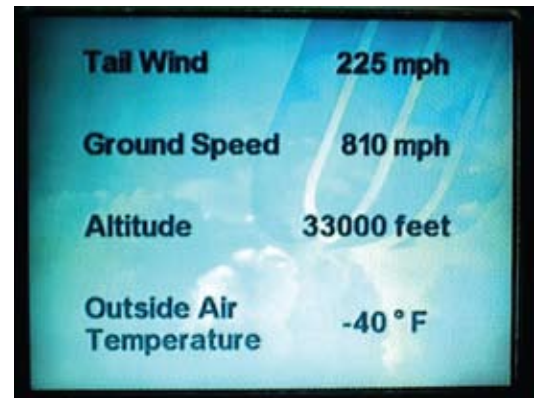 Tail Wind 225 mph
Ground Speed 810 mph
Altitude 33000 feet
Outside Air
Temperature -40°F